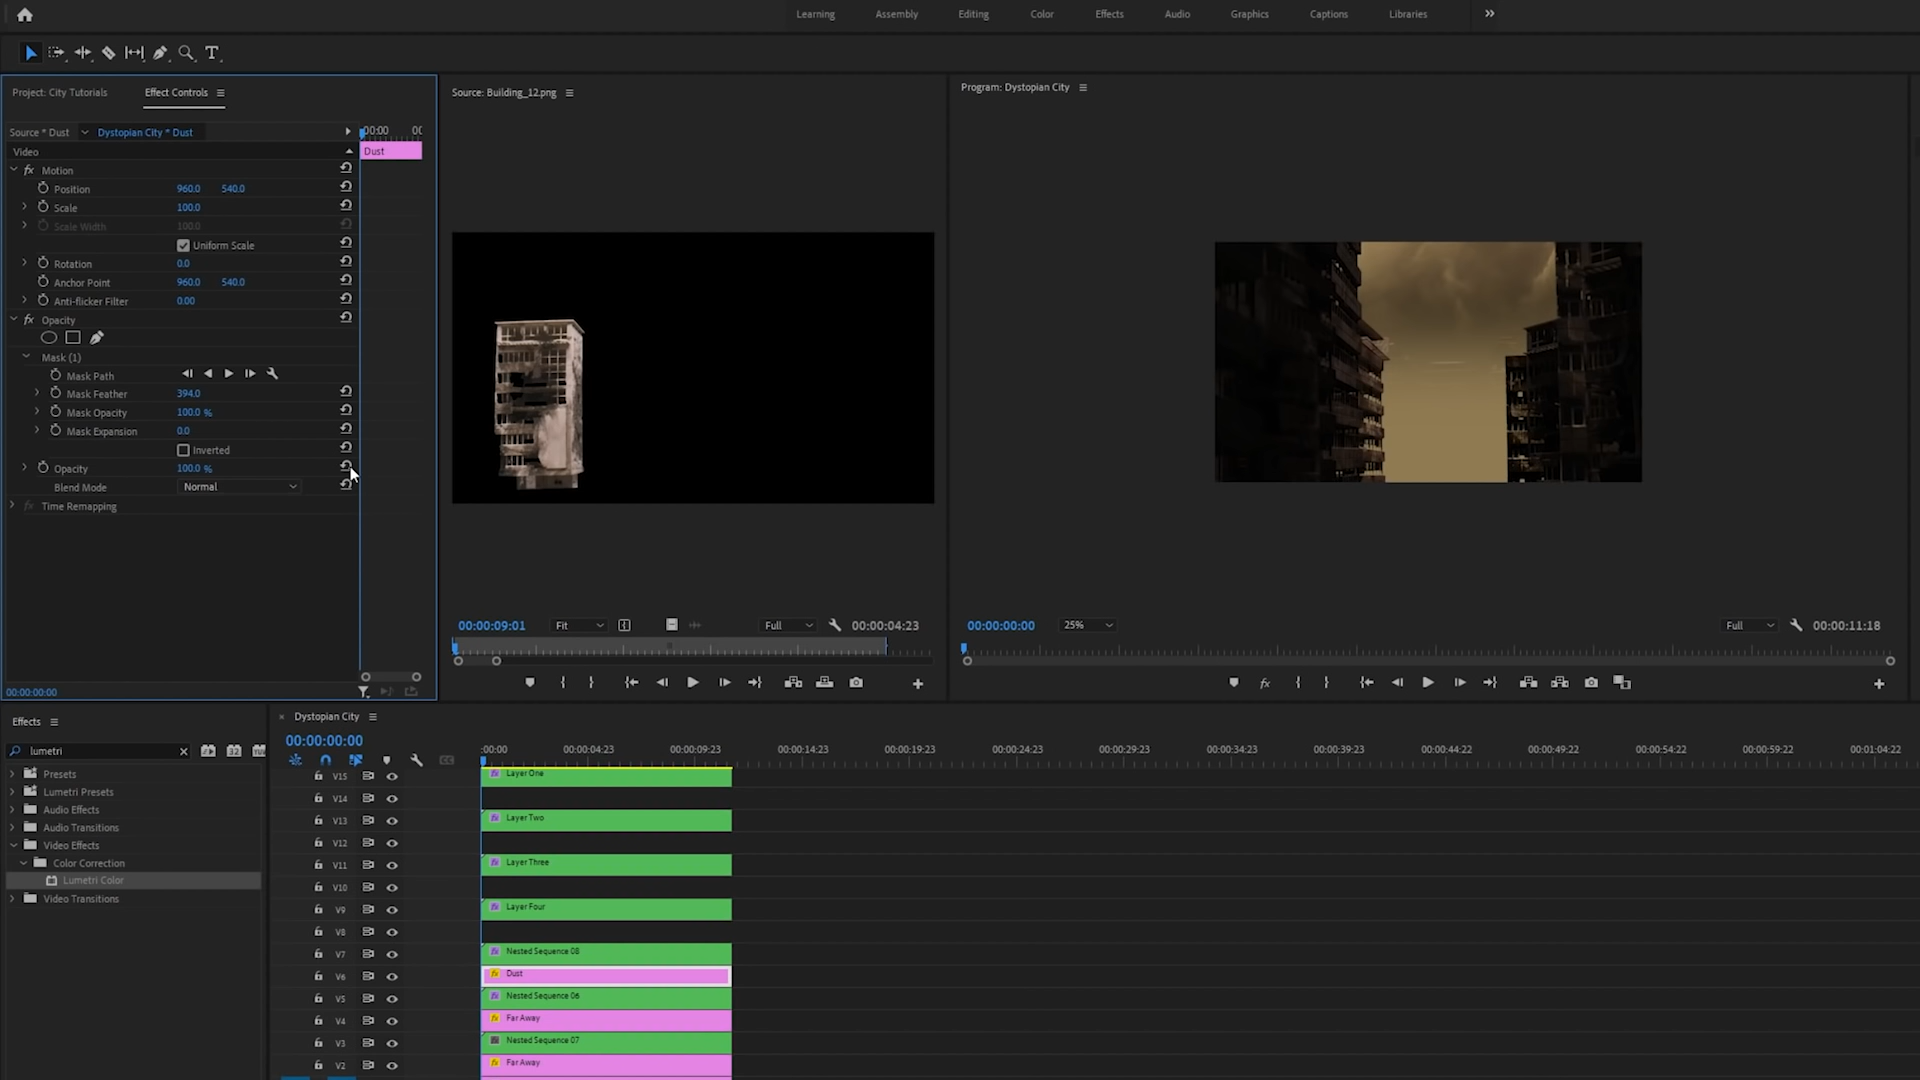 Learning Assembly Editing Color Effects Audio Graphics Captions Libraries
Project: City Tutorials Effect Controls
Source: Building_12.png
Program: Dystopian City
Source * Dust Dystopian City * Dust
:00:00
Video
Dust
Motion
Position 960.0 540.0
Scale 100.0
Scale Width 100.0
Uniform Scale
Rotation 0.0
Anchor Point 960.0 540.0
Anti-flicker Filter 0.00
Opacity
Mask (1)
Mask Path
Mask Feather 394.0
Mask Opacity 100.0 %
Mask Expansion 0.0
Inverted
Opacity 100.0 %
Blend Mode Normal
Time Remapping
00:00:00:00
00:00:09:01 Fit Full 00:00:04:23
00:00:00:00 25% Full 00:00:11:18
Effects
lumetri
Presets
Lumetri Presets
Audio Effects
Audio Transitions
Video Effects
Color Correction
Lumetri Color
Video Transitions
Dystopian City
00:00:00:00
:00:00 00:00:04:23 00:00:09:23 00:00:14:23 00:00:19:23 00:00:24:23 00:00:29:23 00:00:34:23 00:00:39:23 00:00:44:22 00:00:49:22 00:00:54:22 00:00:59:22 00:01:04:22
V15 Layer One
V14
V13 Layer Two
V12
V11 Layer Three
V10
V9 Layer Four
V8
V7 Nested Sequence 08
V6 Dust
V5 Nested Sequence 06
V4 Far Away
V3 Nested Sequence 07
V2 Far Away